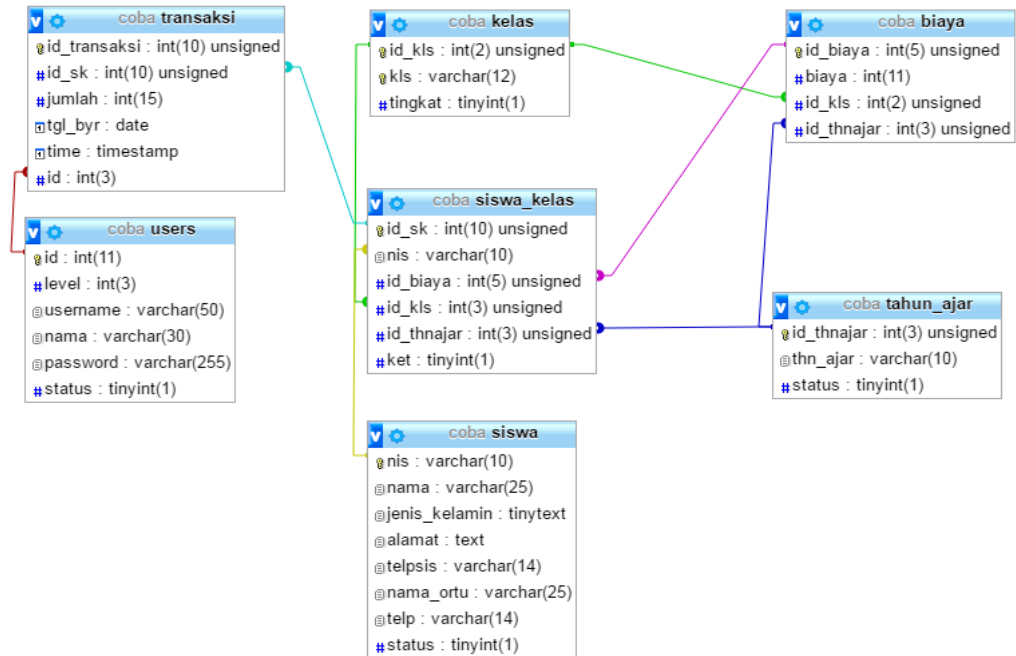 coba transaksi
id_transaksi : int(10) unsigned
id_sk : int(10) unsigned
jumlah : int(15)
tgl_byr : date
time : timestamp
id : int(3)
coba users
id : int(11)
level : int(3)
username : varchar(50)
nama : varchar(30)
password : varchar(255)
status : tinyint(1)
coba kelas
id_kls : int(2) unsigned
kls : varchar(12)
tingkat : tinyint(1)
coba siswa_kelas
id_sk : int(10) unsigned
nis : varchar(10)
id_biaya : int(5) unsigned
id_kls : int(3) unsigned
id_thnajar : int(3) unsigned
ket : tinyint(1)
coba siswa
nis : varchar(10)
nama : varchar(25)
jenis_kelamin : tinytext
alamat : text
telpsis : varchar(14)
nama_ortu : varchar(25)
telp : varchar(14)
status : tinyint(1)
coba biaya
id_biaya : int(5) unsigned
biaya : int(11)
id_kls : int(2) unsigned
id_thnajar : int(3) unsigned
coba tahun_ajar
id_thnajar : int(3) unsigned
thn_ajar : varchar(10)
status : tinyint(1)